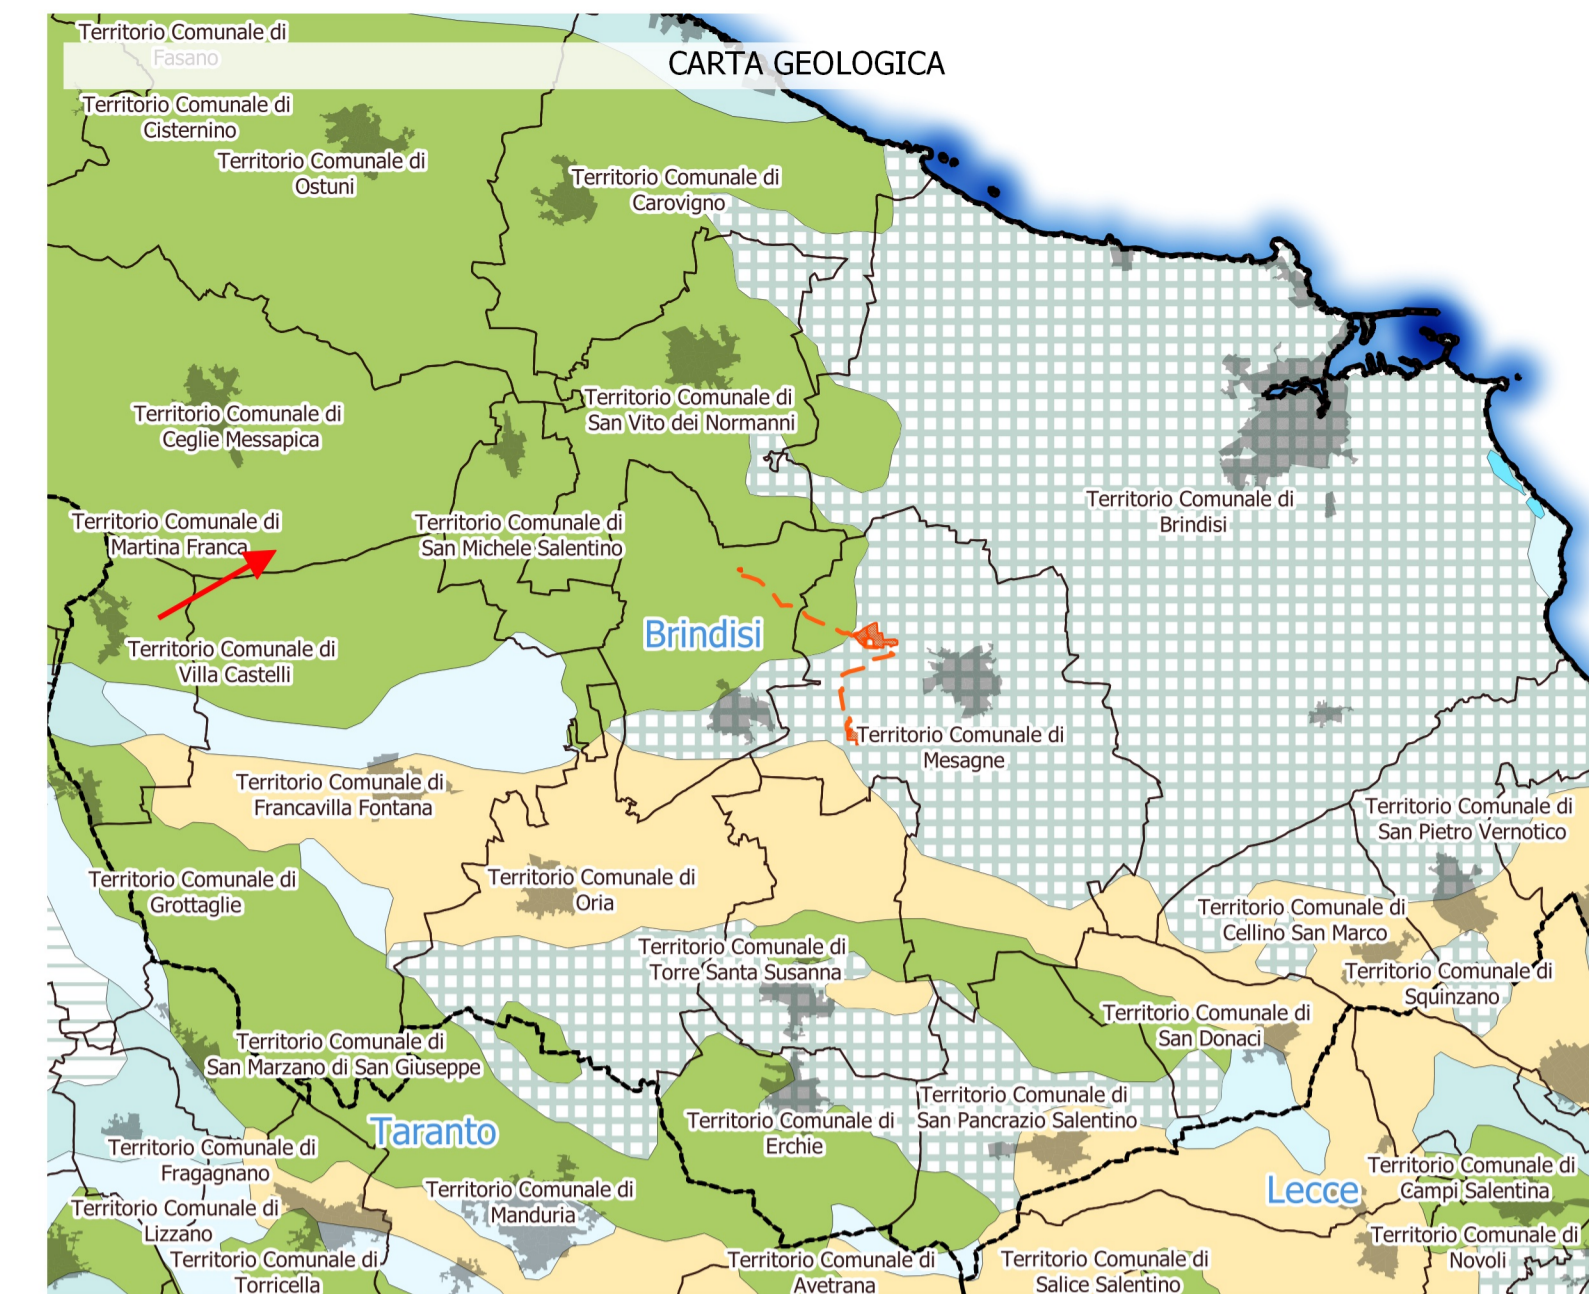 Territorio Comunale di
Fasano
CARTA GEOLOGICA
Territorio Comunale di
Cisternino
Territorio Comunale di
Ostuni
Territorio Comunale di
Carovigno
Territorio Comunale di
Ceglie Messapica
Territorio Comunale di
San Vito dei Normanni
Territorio Comunale di
Brindisi
Territorio Comunale di
Martina Franca
Territorio Comunale di
San Michele Salentino
Brindisi
Territorio Comunale di
Villa Castelli
Territorio Comunale di
Mesagne
Territorio Comunale di
Francavilla Fontana
Territorio Comunale di
San Pietro Vernotico
Territorio Comunale di
Grottaglie
Territorio Comunale di
Oria
Territorio Comunale di
Cellino San Marco
Territorio Comunale di
Torre Santa Susanna
Territorio Comunale di
Squinzano
Territorio Comunale di
San Donaci
Territorio Comunale di
San Marzano di San Giuseppe
Taranto
Territorio Comunale di
Erchie
Territorio Comunale di
San Pancrazio Salentino
Territorio Comunale di
Fragagnano
Territorio Comunale di
Manduria
Lecce
Territorio Comunale di
Campi Salentina
Territorio Comunale di
Lizzano
Territorio Comunale di
Novoli
Territorio Comunale di
Torricella
Territorio Comunale di
Avetrana
Territorio Comunale di
Salice Salentino